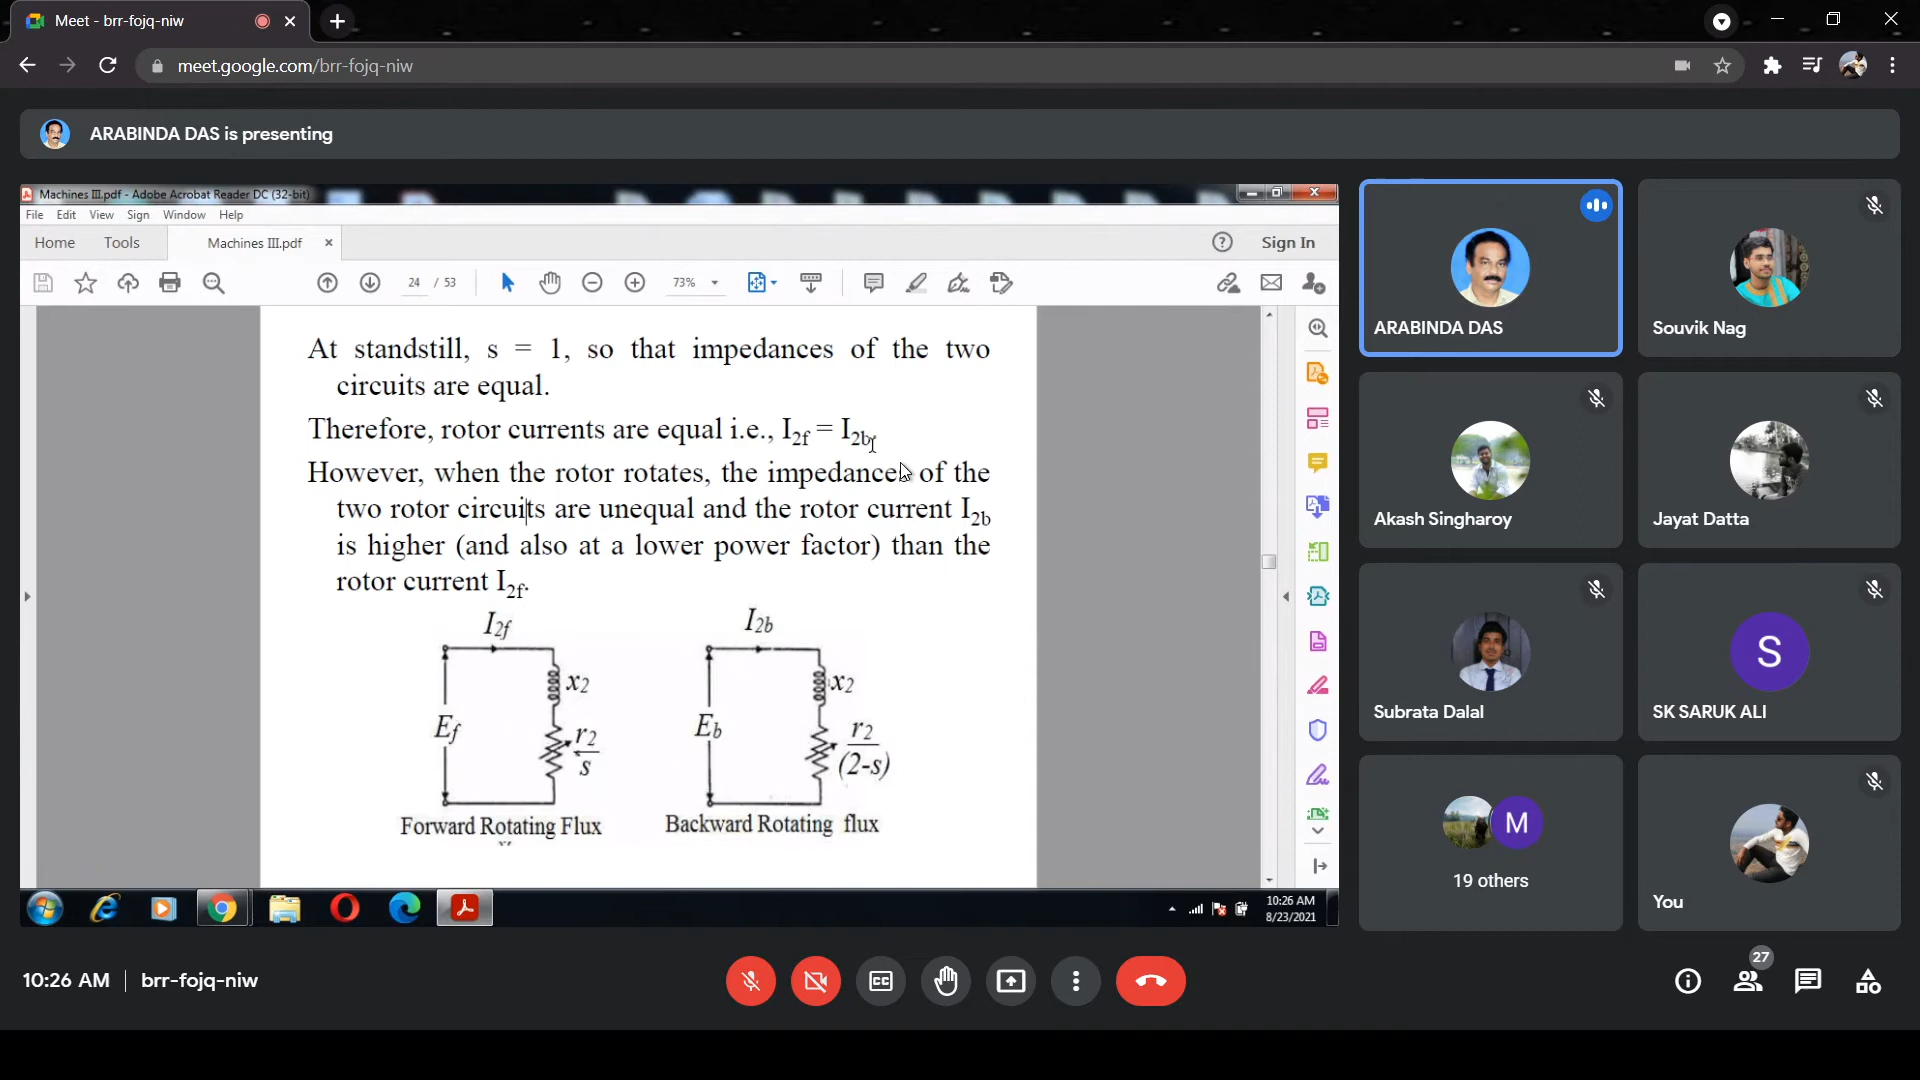 Meet - brr-fojq-niw
meet.google.com/brr-fojq-niw
ARABINDA DAS is presenting
Machines III.pdf - Adobe Acrobat Reader DC (32-bit)
File Edit View Sign Window Help
Home Tools Machines III.pdf × Sign In
24 / 53 73%
At standstill, s = 1, so that impedances of the two
circuits are equal.
Therefore, rotor currents are equal i.e., I2f = I2b.
However, when the rotor rotates, the impedances of the
two rotor circuits are unequal and the rotor current I2b
is higher (and also at a lower power factor) than the
rotor current I2f.
I2f
x2
Ef
r2
s
Forward Rotating Flux
I2b
x2
Eb
r2
(2-s)
Backward Rotating flux
10:26 AM
8/23/2021
ARABINDA DAS
Souvik Nag
Akash Singharoy
Jayat Datta
Subrata Dalal
S
SK SARUK ALI
M
19 others
You
10:26 AM | brr-fojq-niw
CC
27